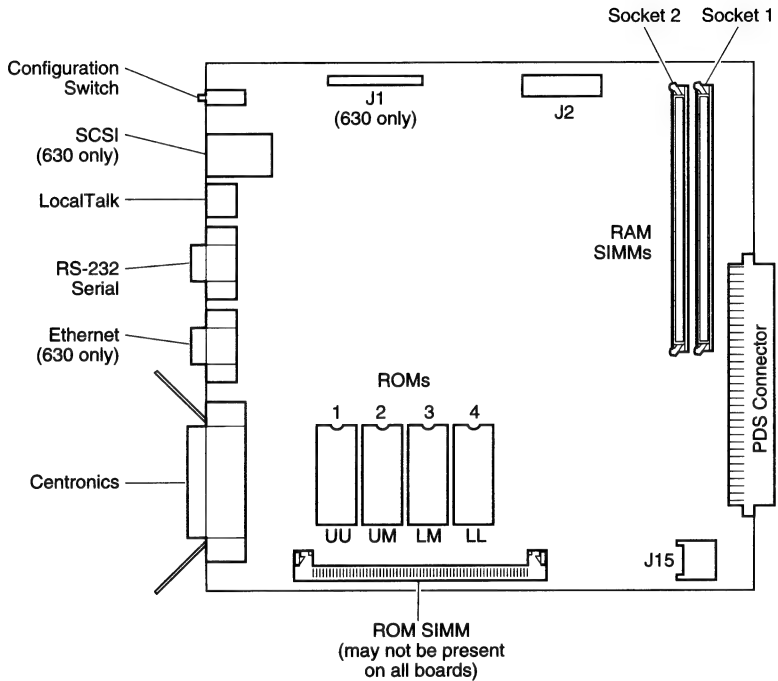 Socket 2
Socket 1
Configuration
Switch
J1
(630 only)
J2
SCSI
(630 only)
LocalTalk
RAM
SIMMs
RS-232
Serial
Ethernet
(630 only)
PDS Connector
ROMs
1 2 3 4
Centronics
UU UM LM LL
J15
ROM SIMM
(may not be present
on all boards)